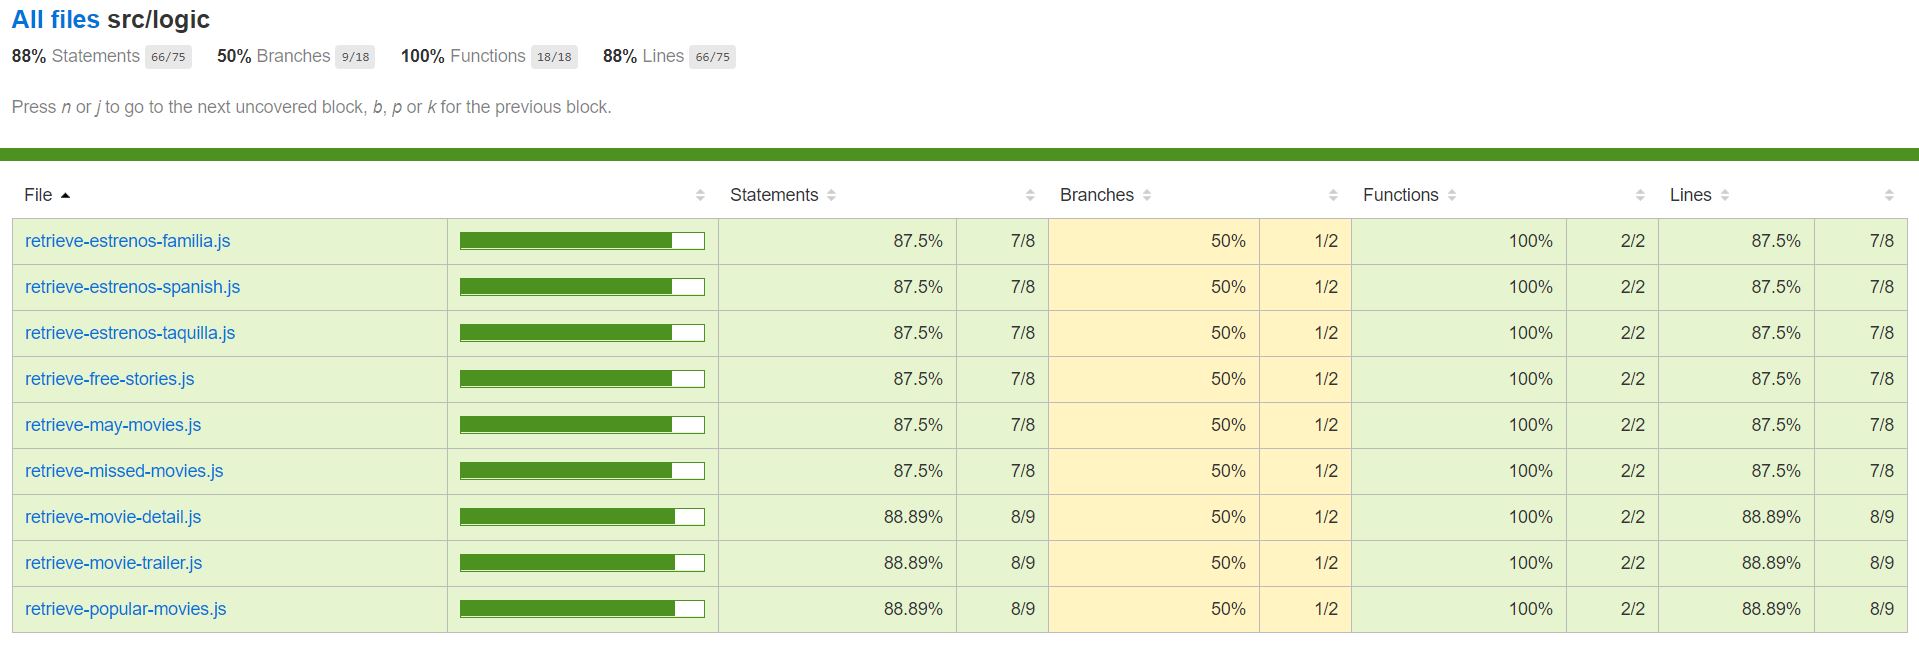 All files src/logic
88% Statements 66/75 50% Branches 9/18 100% Functions 18/18 88% Lines 66/75
Press n or j to go to the next uncovered block, b, p or k for the previous block.
File Statements Branches Functions Lines
retrieve-estrenos-familia.js 87.5% 7/8 50% 1/2 100% 2/2 87.5% 7/8
retrieve-estrenos-spanish.js 87.5% 7/8 50% 1/2 100% 2/2 87.5% 7/8
retrieve-estrenos-taquilla.js 87.5% 7/8 50% 1/2 100% 2/2 87.5% 7/8
retrieve-free-stories.js 87.5% 7/8 50% 1/2 100% 2/2 87.5% 7/8
retrieve-may-movies.js 87.5% 7/8 50% 1/2 100% 2/2 87.5% 7/8
retrieve-missed-movies.js 87.5% 7/8 50% 1/2 100% 2/2 87.5% 7/8
retrieve-movie-detail.js 88.89% 8/9 50% 1/2 100% 2/2 88.89% 8/9
retrieve-movie-trailer.js 88.89% 8/9 50% 1/2 100% 2/2 88.89% 8/9
retrieve-popular-movies.js 88.89% 8/9 50% 1/2 100% 2/2 88.89% 8/9